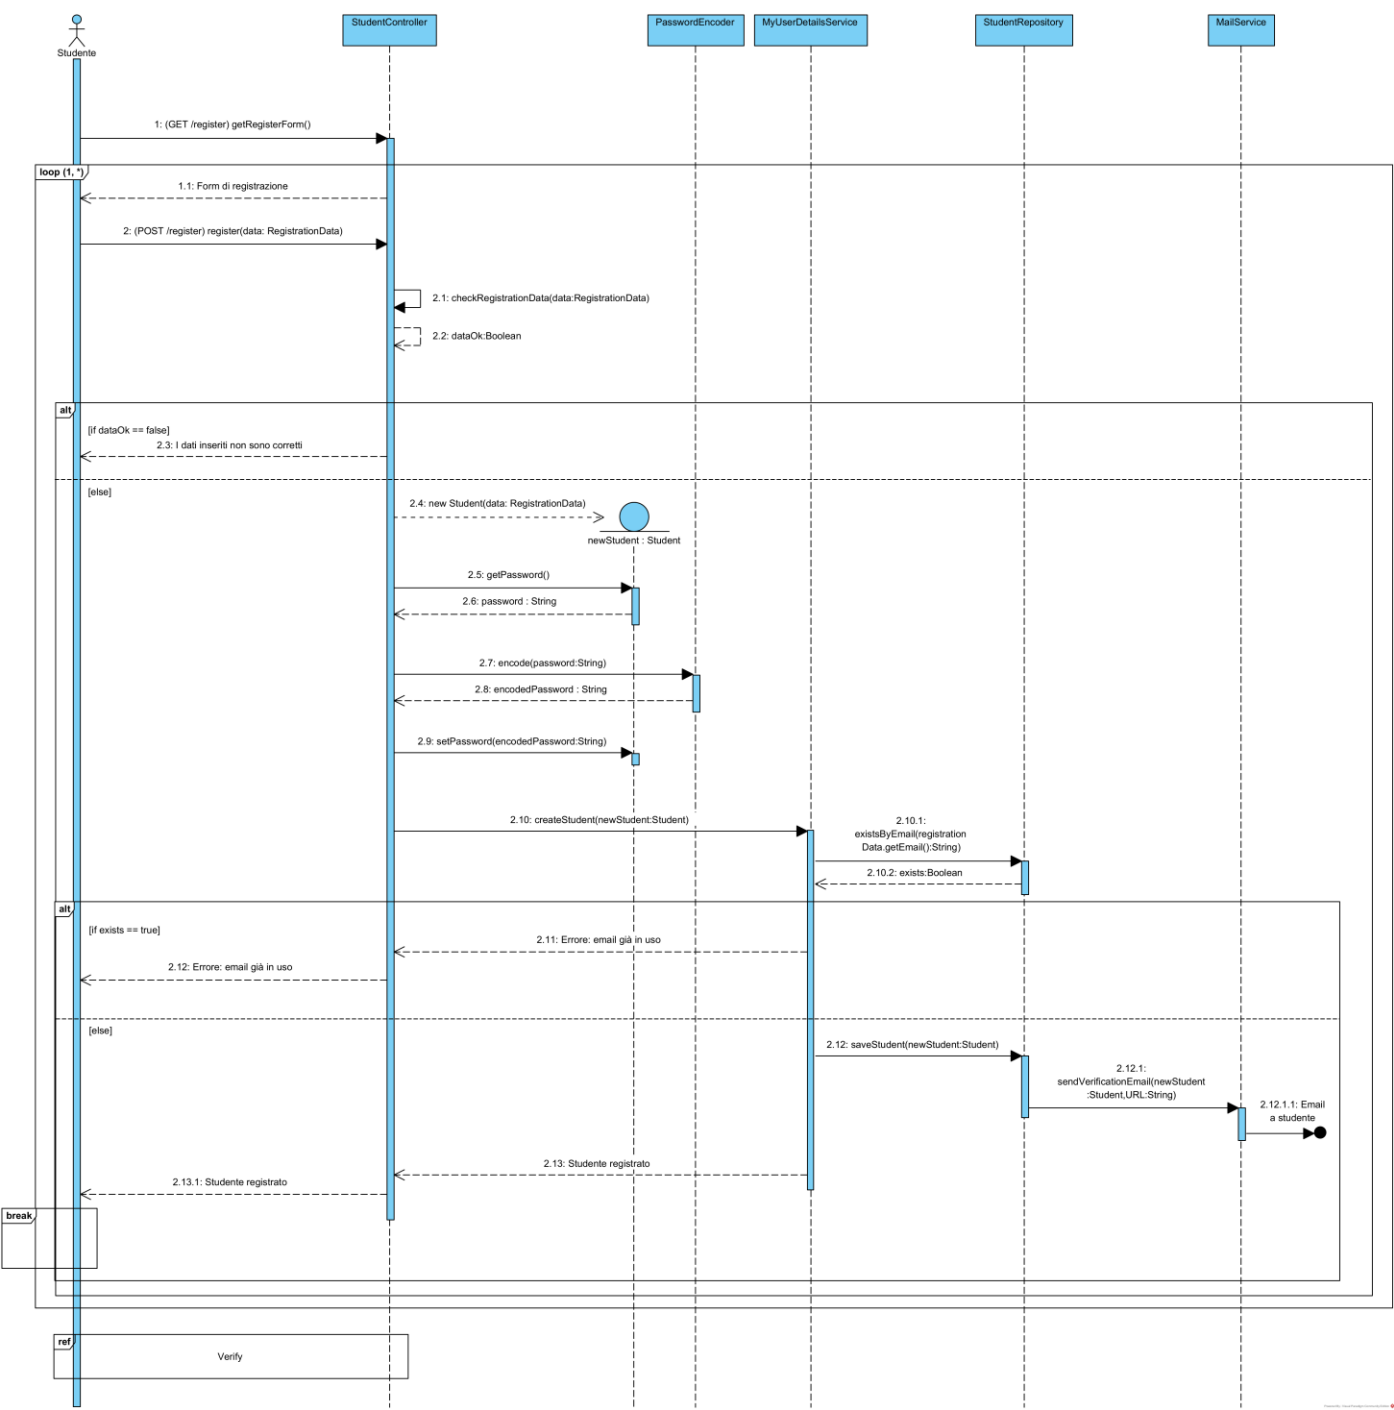 StudentController
PasswordEncoder
MyUserDetailsService
StudentRepository
MailService
Studente
1: (GET /register) getRegisterForm()
loop (1, *)
1.1: Form di registrazione
2: (POST /register) register(data: RegistrationData)
2.1: checkRegistrationData(data:RegistrationData)
2.2: dataOk:Boolean
alt
[if dataOk == false]
2.3: I dati inseriti non sono corretti
[else]
2.4: new Student(data: RegistrationData)
newStudent : Student
2.5: getPassword()
2.6: password : String
2.7: encode(password:String)
2.8: encodedPassword : String
2.9: setPassword(encodedPassword:String)
2.10: createStudent(newStudent:Student)
2.10.1:
existsByEmail(registration
Data.getEmail():String)
2.10.2: exists:Boolean
alt
[if exists == true]
2.11: Errore: email già in uso
2.12: Errore: email già in uso
[else]
2.12: saveStudent(newStudent:Student)
2.12.1:
sendVerificationEmail(newStudent
:Student,URL:String)
2.12.1.1: Email
a studente
2.13: Studente registrato
2.13.1: Studente registrato
break
ref
Verify